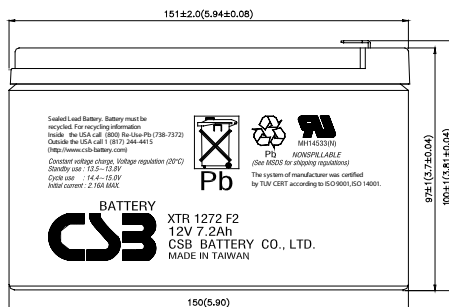 151±2.0(5.94±0.08)
Sealed Lead Battery. Battery must be
recycled. For recycling information
Inside the USA call (800) Re-Use-Pb (738-7372)
Outside the USA call 1 (817) 244-4415
(http://www.csb-battery.com)
Constant voltage charge, Voltage regulation (20°C)
Standby use : 13.5~13.8V
Cycle use : 14.4~15.0V
Initial current : 2.16A MAX.
Pb
Pb
MH14533(N)
NONSPILLABLE
(See MSDS for shipping regulations)
The system of manufacturer was certified
by TUV CERT according to ISO 9001,ISO 14001.
BATTERY
CSB
XTR 1272 F2
12V 7.2Ah
CSB BATTERY CO., LTD.
MADE IN TAIWAN
97±1(3.7±0.04)
100±1(3.81±0.04)
150(5.90)